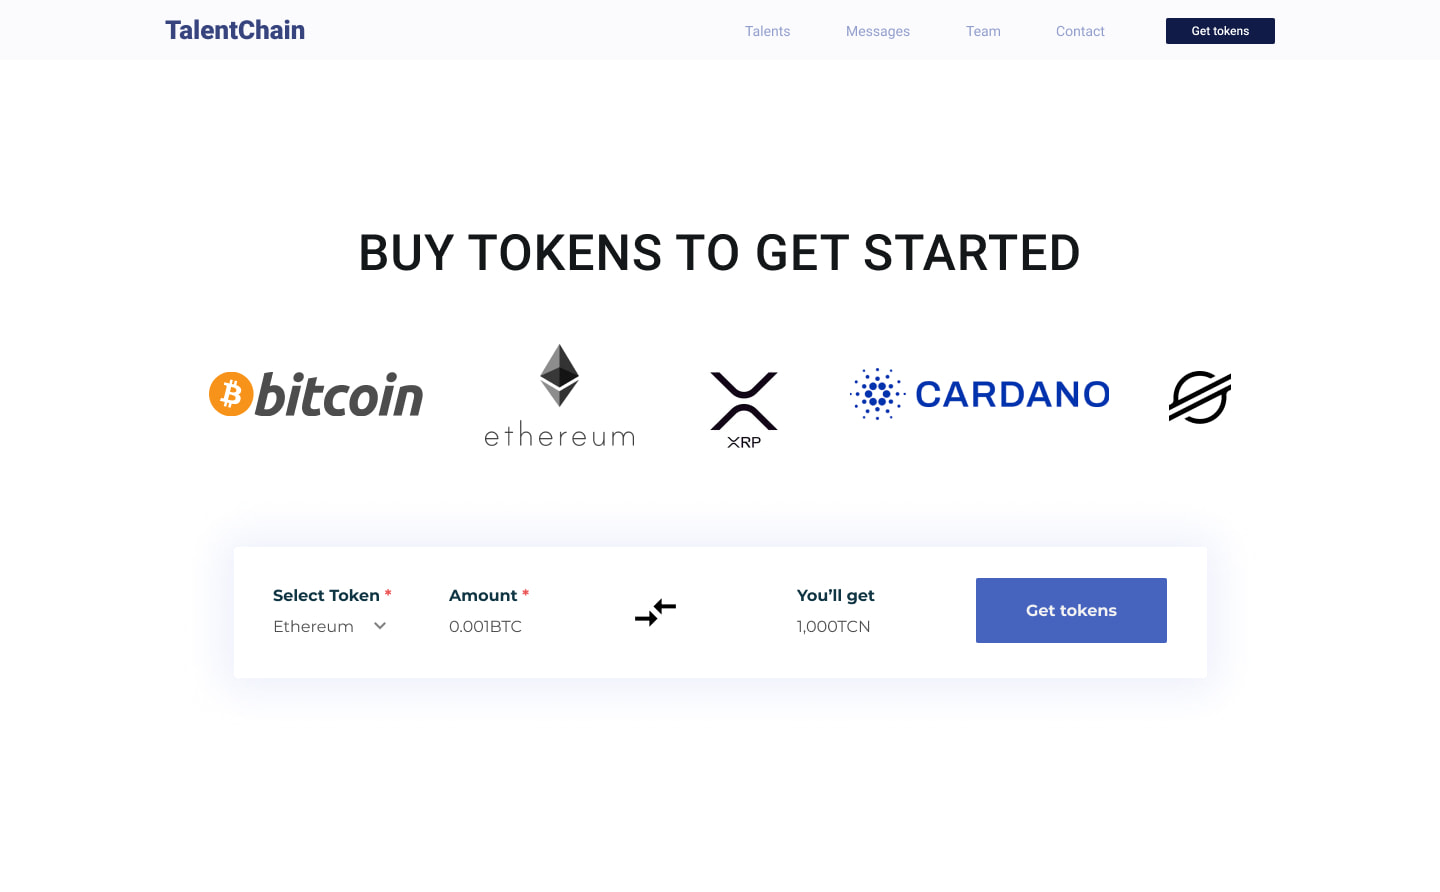 TalentChain
Talents Messages Team Contact Get tokens
BUY TOKENS TO GET STARTED
bitcoin
ethereum
XRP
CARDANO
Select Token * Amount * You’ll get
Ethereum 0.001BTC 1,000TCN
Get tokens